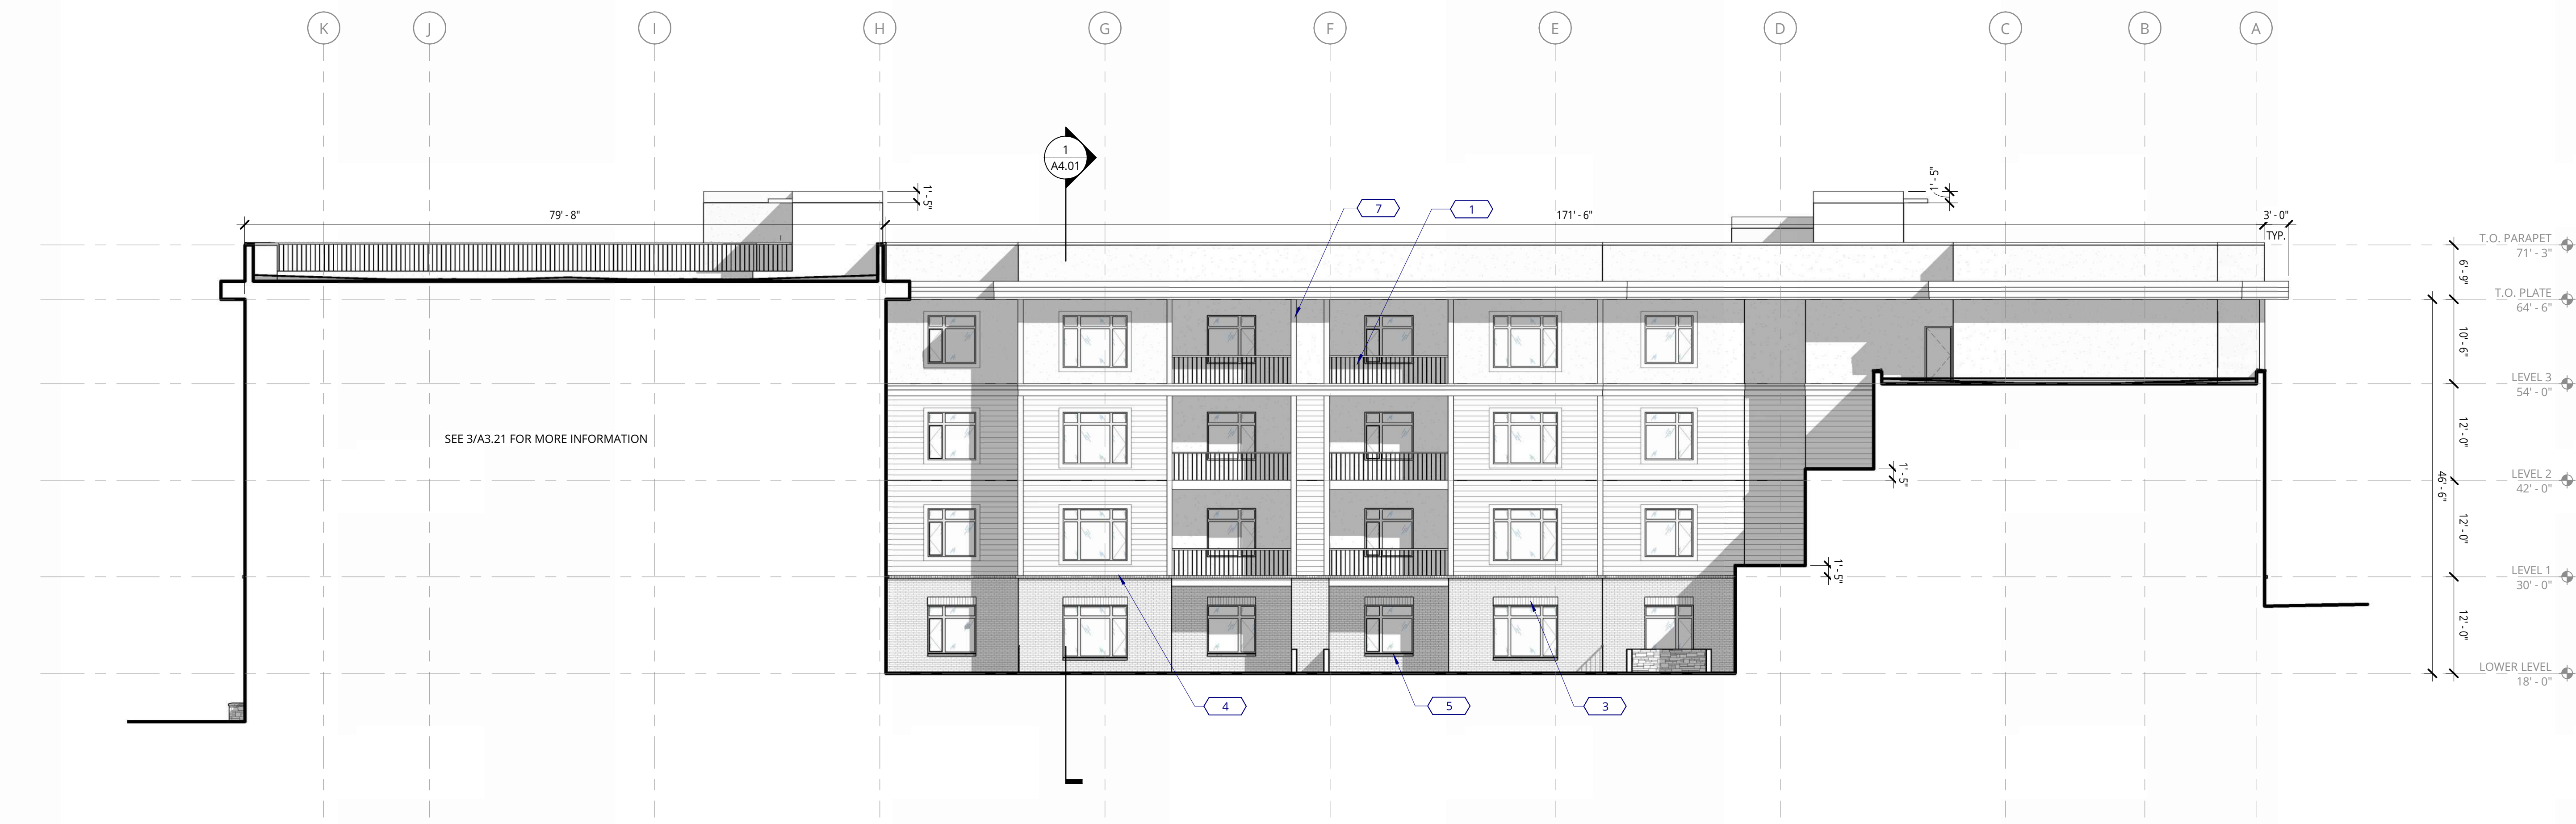 K
J
I
H
G
F
E
D
C
B
A
1
A4.01
1' - 5"
1' - 5"
7
1
79' - 8"
171' - 6"
3' - 0"
TYP.
T.O. PARAPET
71' - 3"
6' - 9"
T.O. PLATE
64' - 6"
10' - 6"
LEVEL 3
54' - 0"
SEE 3/A3.21 FOR MORE INFORMATION
12' - 0"
1' - 5"
LEVEL 2
42' - 0"
46' - 6"
12' - 0"
1' - 5"
LEVEL 1
30' - 0"
12' - 0"
LOWER LEVEL
18' - 0"
4
5
3